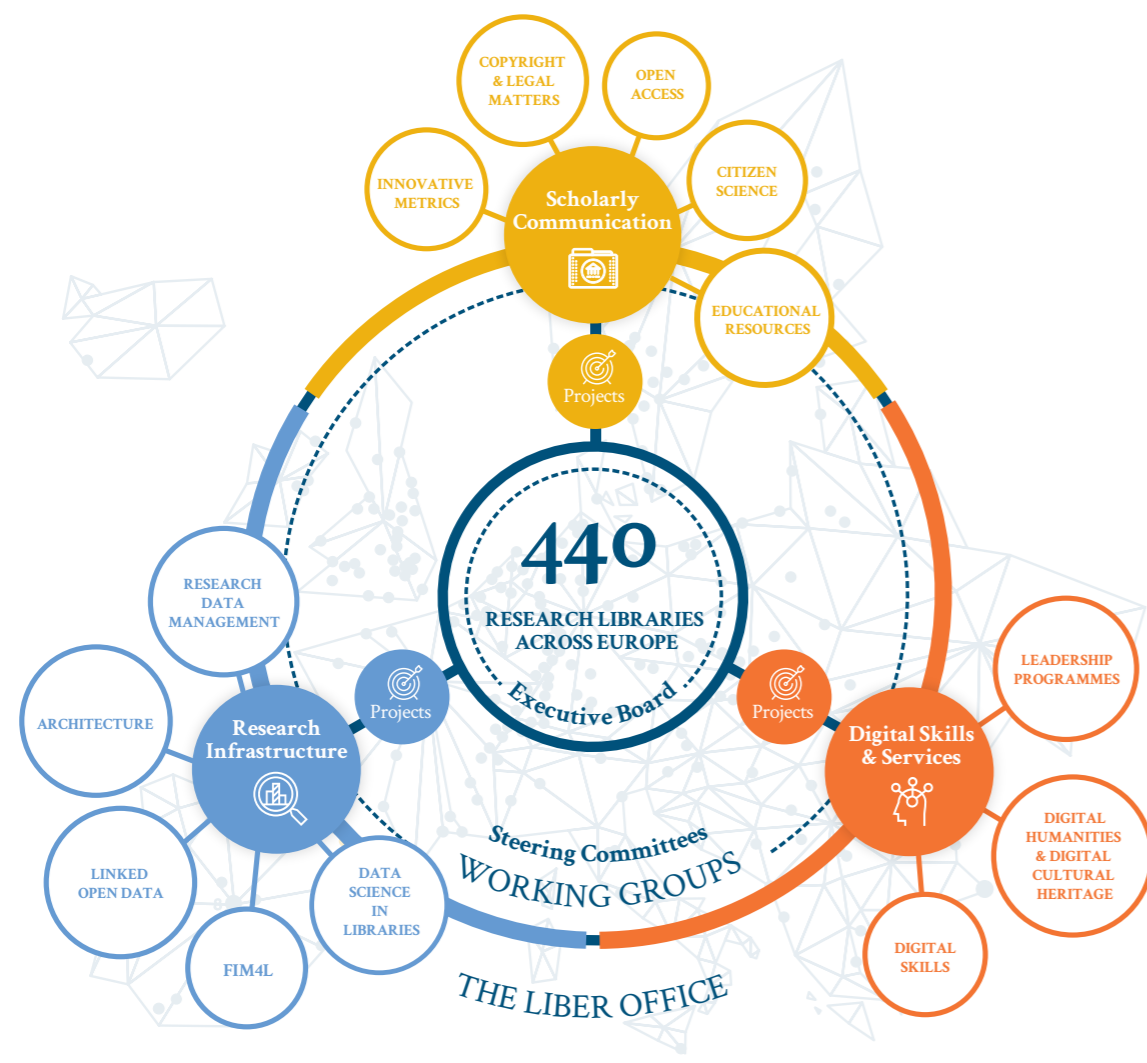 COPYRIGHT
& LEGAL
MATTERS
OPEN
ACCESS
INNOVATIVE
METRICS
CITIZEN
SCIENCE
Scholarly
Communication
EDUCATIONAL
RESOURCES
Projects
440
RESEARCH LIBRARIES
ACROSS EUROPE
Executive Board
RESEARCH
DATA
MANAGEMENT
ARCHITECTURE
Projects
Research
Infrastructure
LINKED
OPEN DATA
FIM4L
DATA
SCIENCE
IN
LIBRARIES
Projects
Digital Skills
& Services
LEADERSHIP
PROGRAMMES
DIGITAL
HUMANITIES
& DIGITAL
CULTURAL
HERITAGE
DIGITAL
SKILLS
Steering Committees
WORKING GROUPS
THE LIBER OFFICE